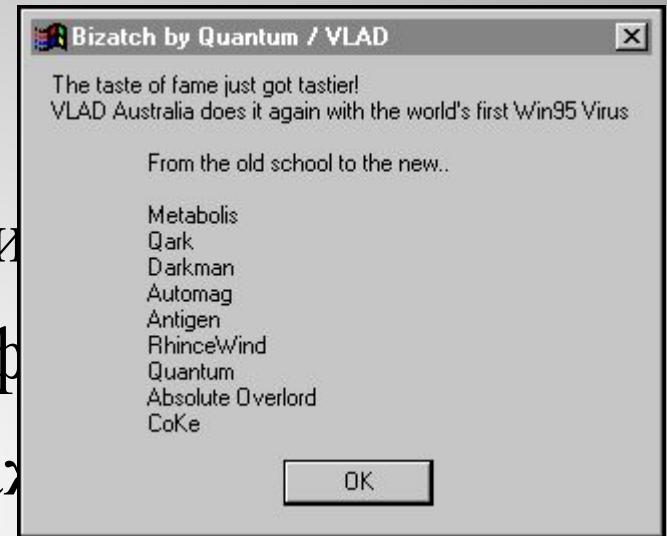 Bizatch by Quantum / VLAD
The taste of fame just got tastier!
VLAD Australia does it again with the world's first Win95 Virus
From the old school to the new..
Metabolis
Qark
Darkman
Automag
Antigen
RhinceWind
Quantum
Absolute Overlord
CoKe
OK